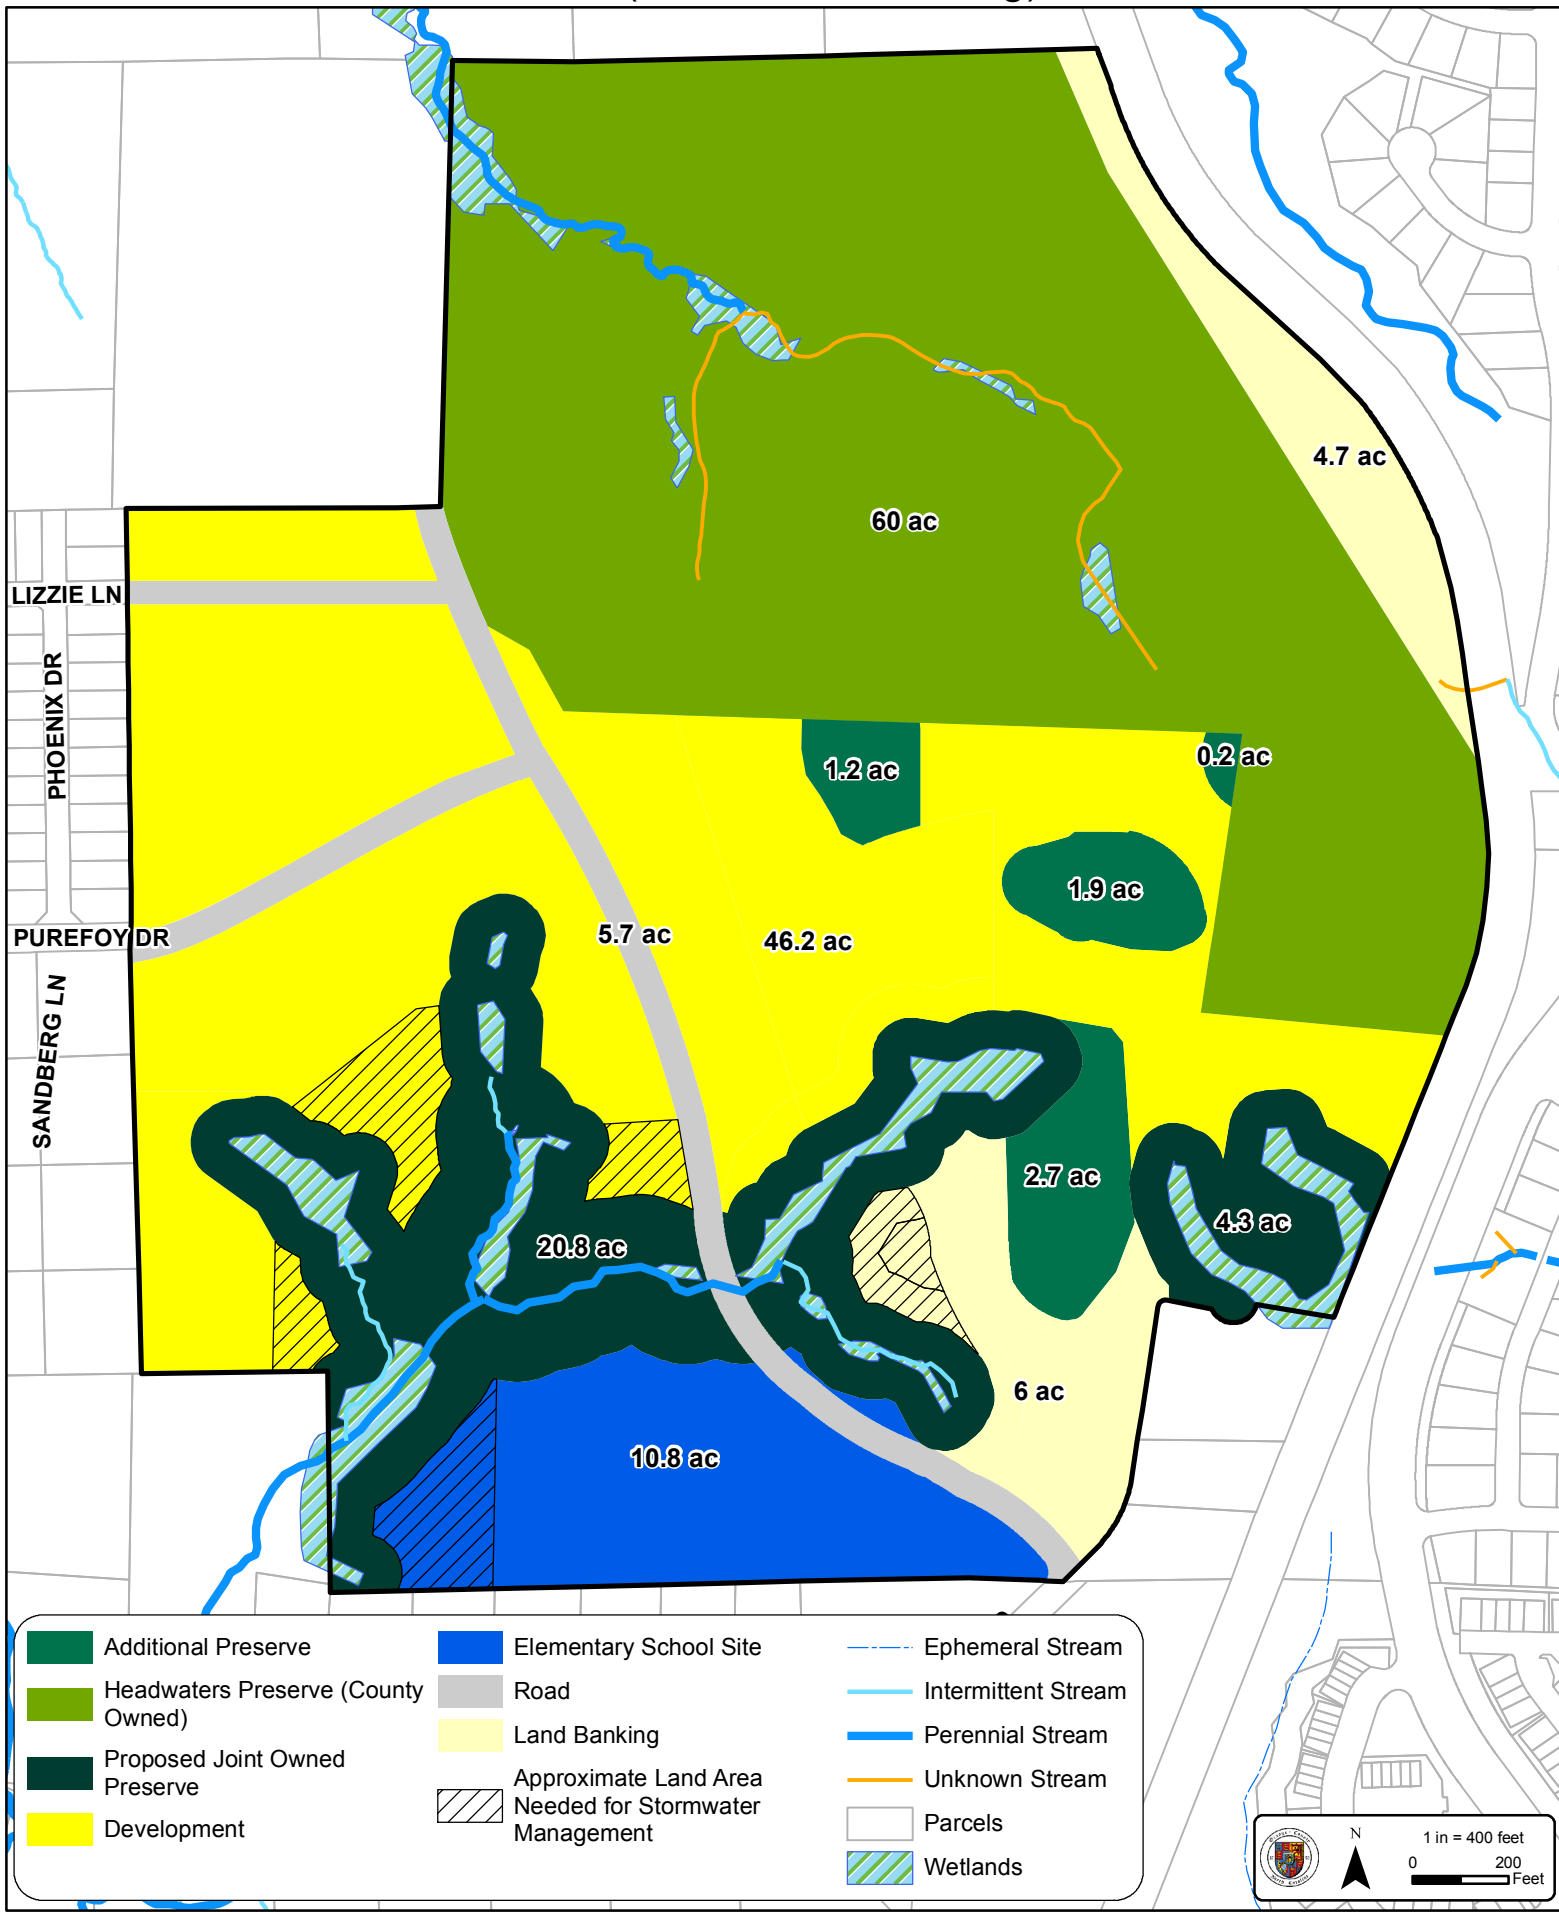 4.7 ac
60 ac
LIZZIE LN
PHOENIX DR
1.2 ac
0.2 ac
1.9 ac
PUREFOY DR
5.7 ac
46.2 ac
SANDBERG LN
2.7 ac
4.3 ac
20.8 ac
6 ac
10.8 ac
Additional Preserve
Headwaters Preserve (County
Owned)
Proposed Joint Owned
Preserve
Development
Elementary School Site
Road
Land Banking
Approximate Land Area
Needed for Stormwater
Management
Ephemeral Stream
Intermittent Stream
Perennial Stream
Unknown Stream
Parcels
Wetlands
N
1 in = 400 feet
0 200
Feet